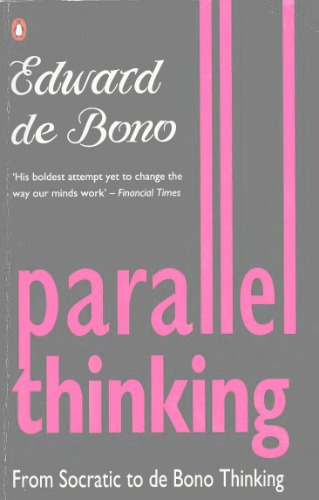 Edward
de Bono
'His boldest attempt yet to change the
way our minds work' – Financial Times
parallel
thinking
From Socratic to de Bono Thinking